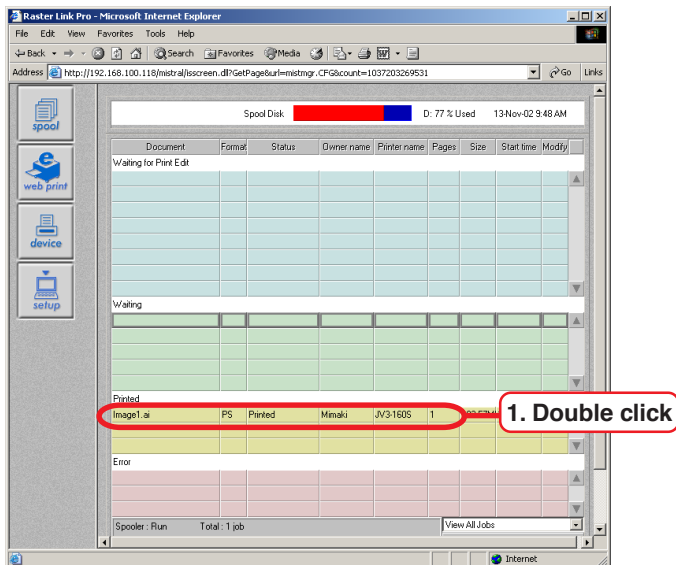 Raster Link Pro - Microsoft Internet Explorer
File Edit View Favorites Tools Help
Back Search Favorites Media
Address http://192.168.100.118/mistral/isscreen.dll?GetPage&url=mistmgr.CFG&count=1037203269531 Go Links
spool
web print
device
setup
Spool Disk D: 77 % Used 13-Nov-02 9:48 AM
Document Format Status Owner name Printer name Pages Size Start time Modify
Waiting for Print Edit
Waiting
Printed
Image1.ai PS Printed Mimaki JV3-160S 1
1. Double click
Error
Spooler : Run Total : 1 job View All Jobs
Internet